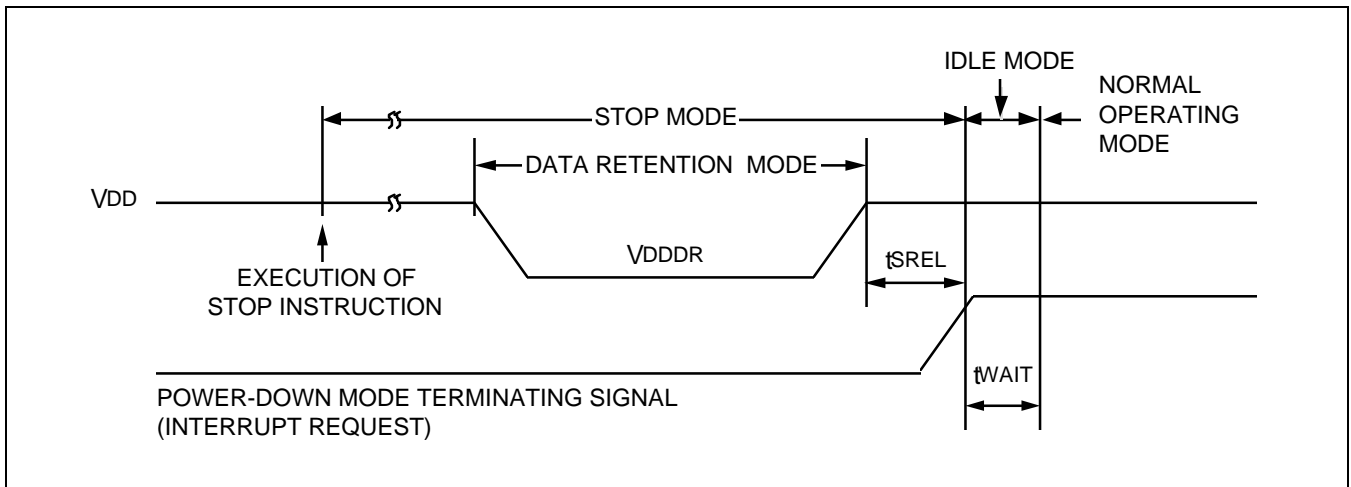 IDLE MODE
NORMAL
OPERATING
MODE
STOP MODE
DATA RETENTION MODE
VDD
VDDDR
EXECUTION OF
STOP INSTRUCTION
tSREL
tWAIT
POWER-DOWN MODE TERMINATING SIGNAL
(INTERRUPT REQUEST)